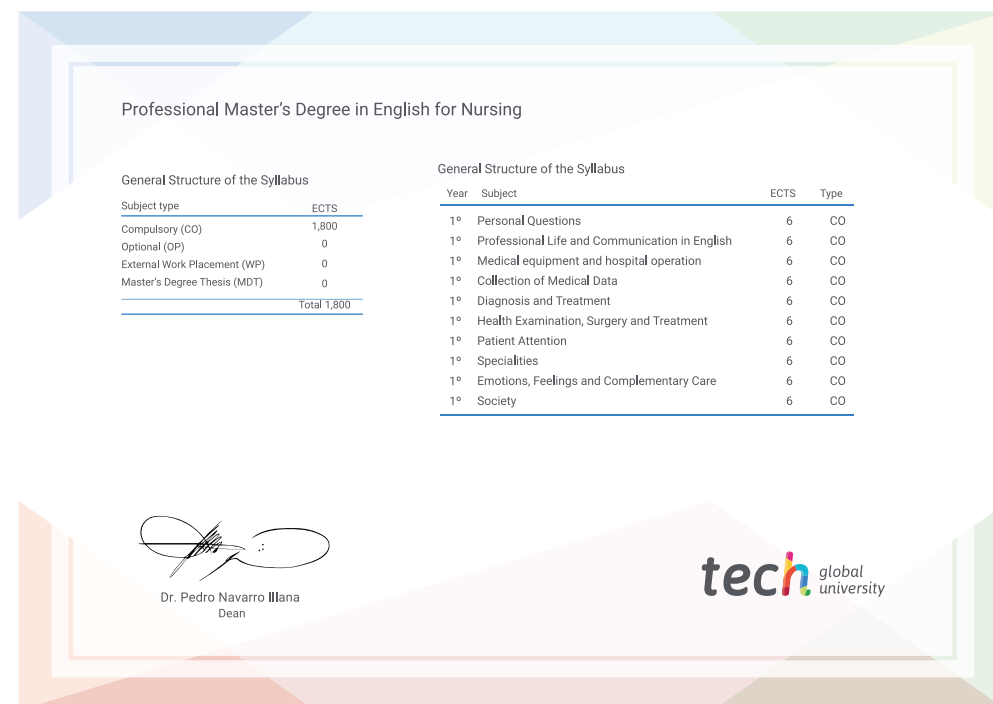 Professional Master's Degree in English for Nursing
General Structure of the Syllabus
Subject type ECTS
Compulsory (CO) 1,800
Optional (OP) 0
External Work Placement (WP) 0
Master's Degree Thesis (MDT) 0
Total 1,800
General Structure of the Syllabus
Year Subject ECTS Type
1º Personal Questions 6 CO
1º Professional Life and Communication in English 6 CO
1º Medical equipment and hospital operation 6 CO
1º Collection of Medical Data 6 CO
1º Diagnosis and Treatment 6 CO
1º Health Examination, Surgery and Treatment 6 CO
1º Patient Attention 6 CO
1º Specialities 6 CO
1º Emotions, Feelings and Complementary Care 6 CO
1º Society 6 CO
Dr. Pedro Navarro Illana
Dean
tech global
university